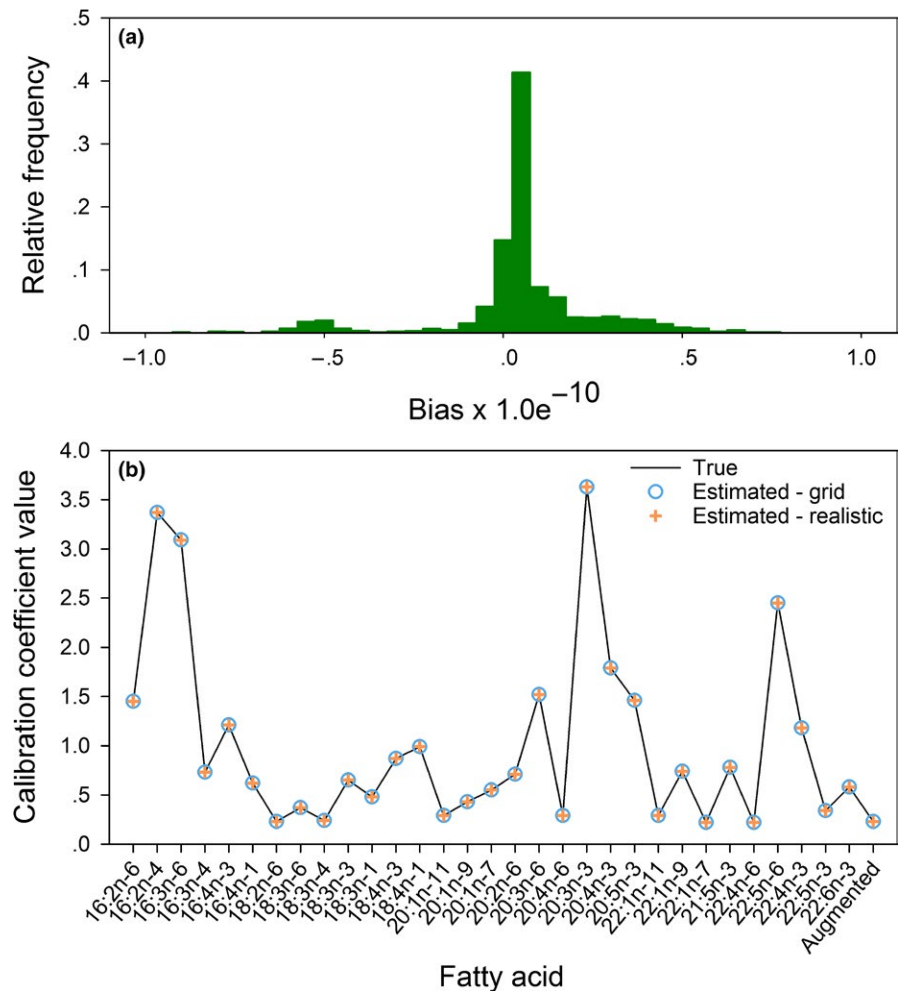 (a)
.5
.4
.3
.2
.1
.0
Relative frequency
–1.0
–.5
.0
.5
1.0
Bias x 1.0e–10
(b)
4.0
3.5
3.0
2.5
2.0
1.5
1.0
.5
.0
Calibration coefficient value
True
Estimated - grid
Estimated - realistic
16:2n-6
16:2n-4
16:3n-6
16:3n-4
16:4n-3
16:4n-1
18:2n-6
18:3n-6
18:3n-4
18:3n-3
18:3n-1
18:4n-3
18:4n-1
20:1n-11
20:1n-9
20:1n-7
20:2n-6
20:3n-6
20:4n-6
20:3n-3
20:4n-3
20:5n-3
22:1n-11
22:1n-9
22:1n-7
21:5n-3
22:4n-6
22:5n-6
22:4n-3
22:5n-3
22:6n-3
Augmented
Fatty acid